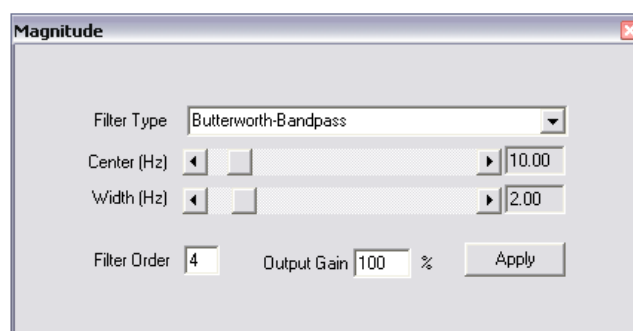 Magnitude
Filter Type Butterworth-Bandpass
Center (Hz) 10.00
Width (Hz) 2.00
Filter Order 4 Output Gain 100 % Apply